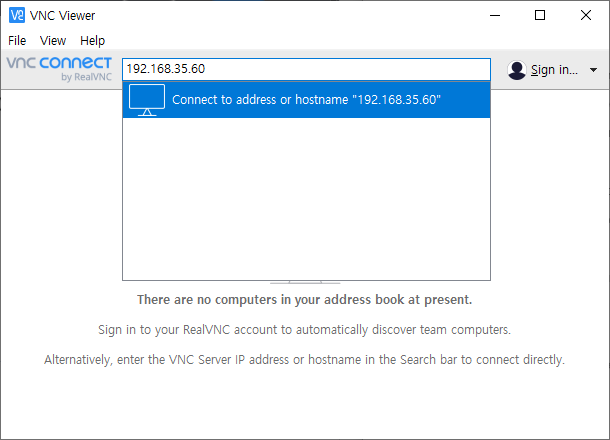 VNC Viewer
File View Help
vnc connect
by RealVNC
192.168.35.60
Sign in...
Connect to address or hostname "192.168.35.60"
There are no computers in your address book at present.
Sign in to your RealVNC account to automatically discover team computers.
Alternatively, enter the VNC Server IP address or hostname in the Search bar to connect directly.